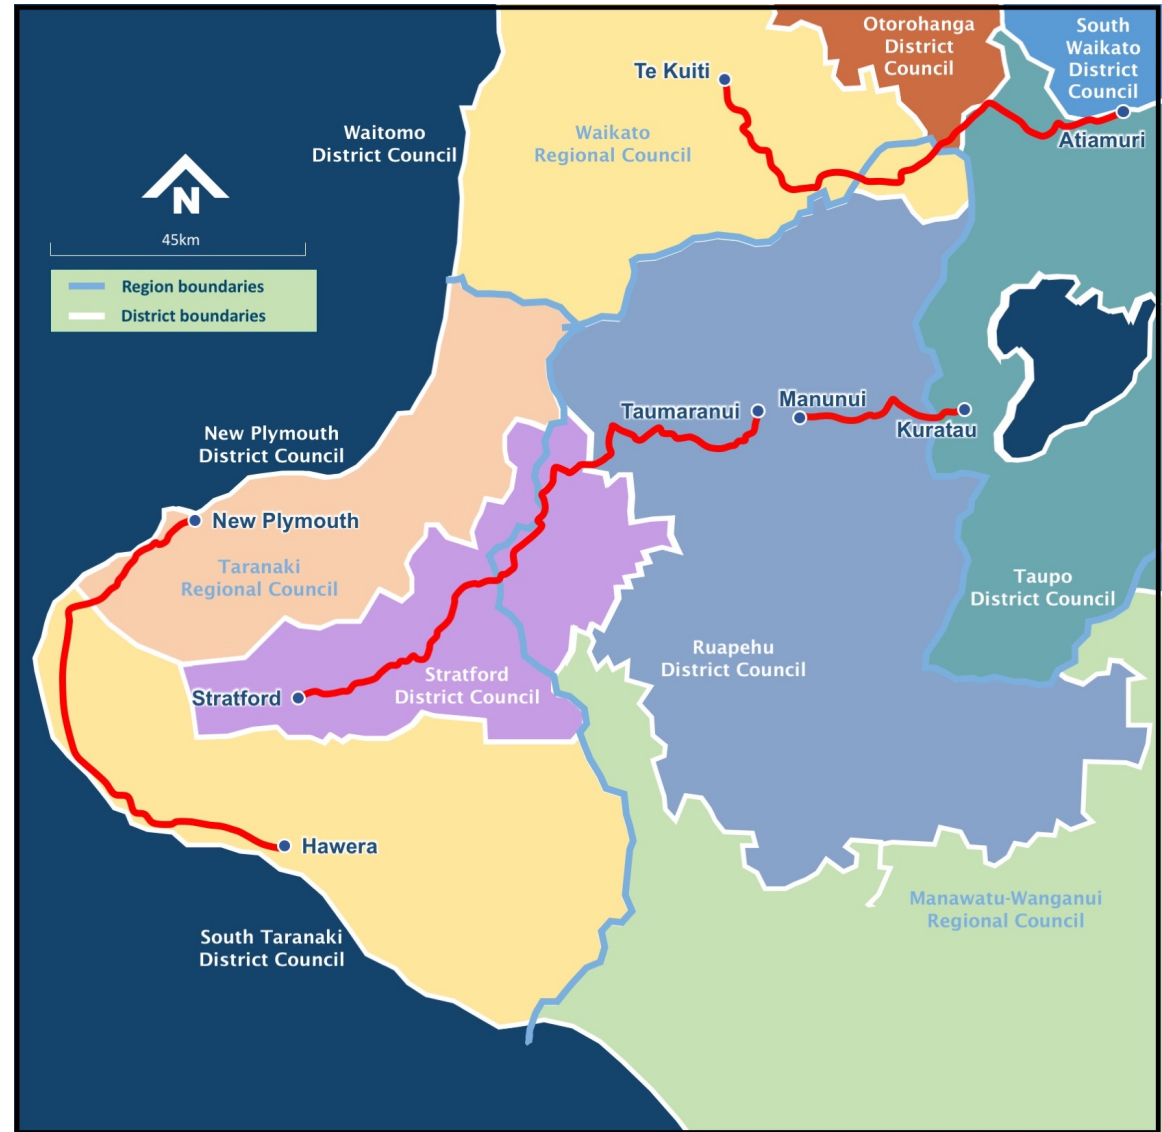 Otorohanga
District
Council
South
Waikato
District
Council
Te Kuiti
Waitomo
District Council
Waikato
Regional Council
Atiamuri
N
45km
Region boundaries
District boundaries
Taumaranui
Manunui
Kuratau
New Plymouth
District Council
New Plymouth
Taranaki
Regional Council
Taupo
District Council
Ruapehu
District Council
Stratford
Stratford
District Council
Hawera
Manawatu-Wanganui
Regional Council
South Taranaki
District Council